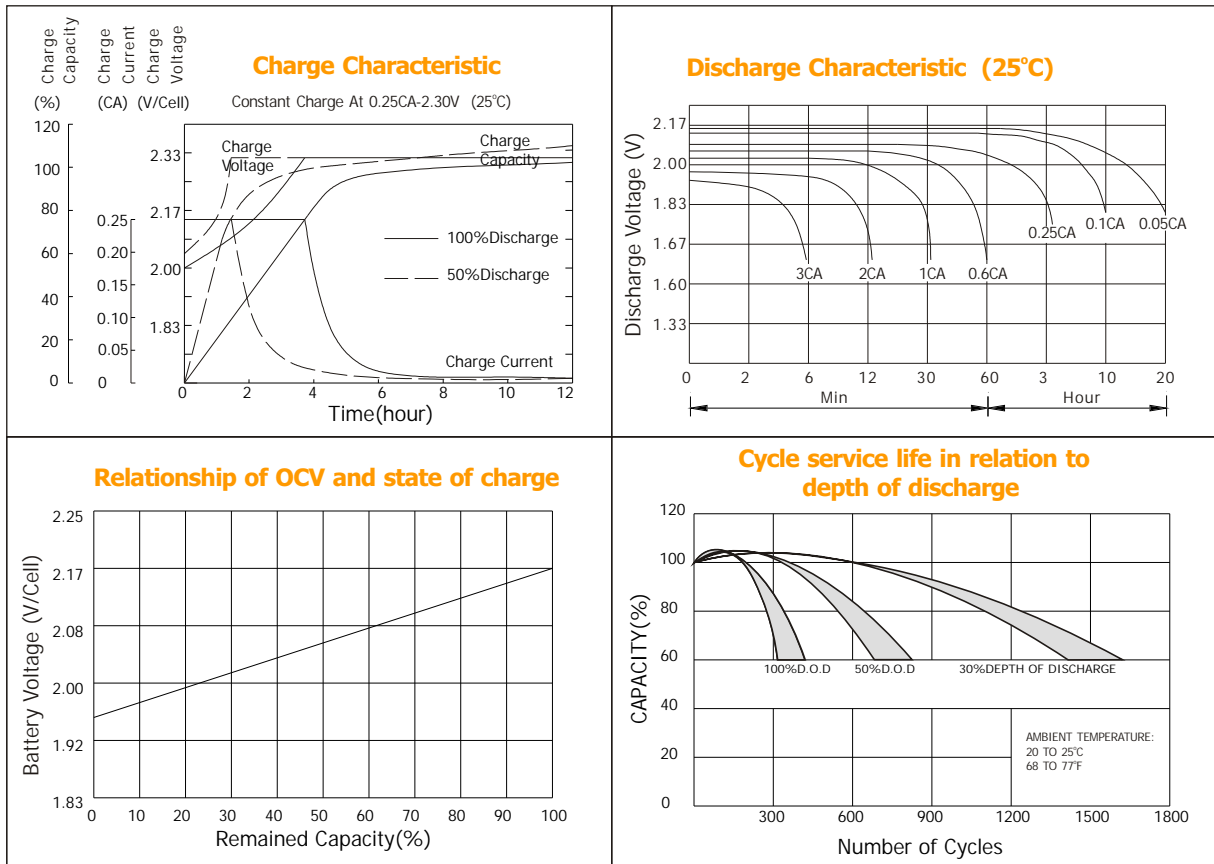 Charge
Capacity
Charge
Current
Charge
Voltage
(%)
(CA)
(V/Cell)
Charge Characteristic
Constant Charge At 0.25CA-2.30V (25°C)
120
100
80
60
40
20
0
0.25
0.20
0.15
0.10
0.05
0
2.33
2.17
2.00
1.83
Charge
Voltage
Charge
Capacity
100%Discharge
50%Discharge
Charge Current
0 2 4 6 8 10 12
Time(hour)
Discharge Characteristic (25°C)
Discharge Voltage (V)
2.17
2.00
1.83
1.67
1.60
1.33
3CA 2CA 1CA 0.6CA 0.25CA 0.1CA 0.05CA
0 2 6 12 30 60 3 10 20
Min Hour
Relationship of OCV and state of charge
Battery Voltage (V/Cell)
2.25
2.17
2.08
2.00
1.92
1.83
0 10 20 30 40 50 60 70 80 90 100
Remained Capacity(%)
Cycle service life in relation to
depth of discharge
CAPACITY(%)
120
100
80
60
40
20
0
100%D.O.D 50%D.O.D 30%DEPTH OF DISCHARGE
AMBIENT TEMPERATURE:
20 TO 25°C
68 TO 77°F
300 600 900 1200 1500 1800
Number of Cycles